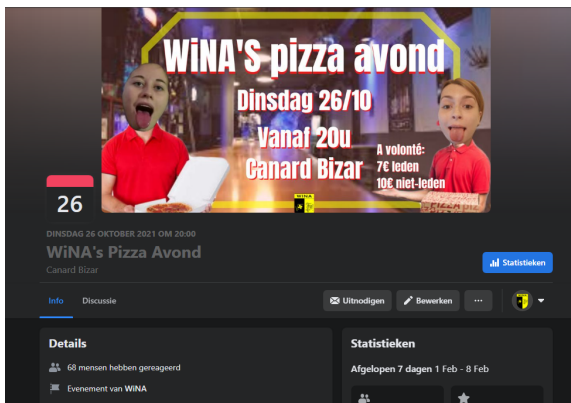 WiNA'S pizza avond
Dinsdag 26/10
Vanaf 20u
Canard Bizar
A volonté:
7€ leden
10€ niet-leden
WINA
26
DINSDAG 26 OKTOBER 2021 OM 20:00
WiNA's Pizza Avond
Canard Bizar
Statistieken
Info
Discussie
Uitnodigen
Bewerken
Details
68 mensen hebben gereageerd
Evenement van WiNA
Statistieken
Afgelopen 7 dagen 1 Feb - 8 Feb